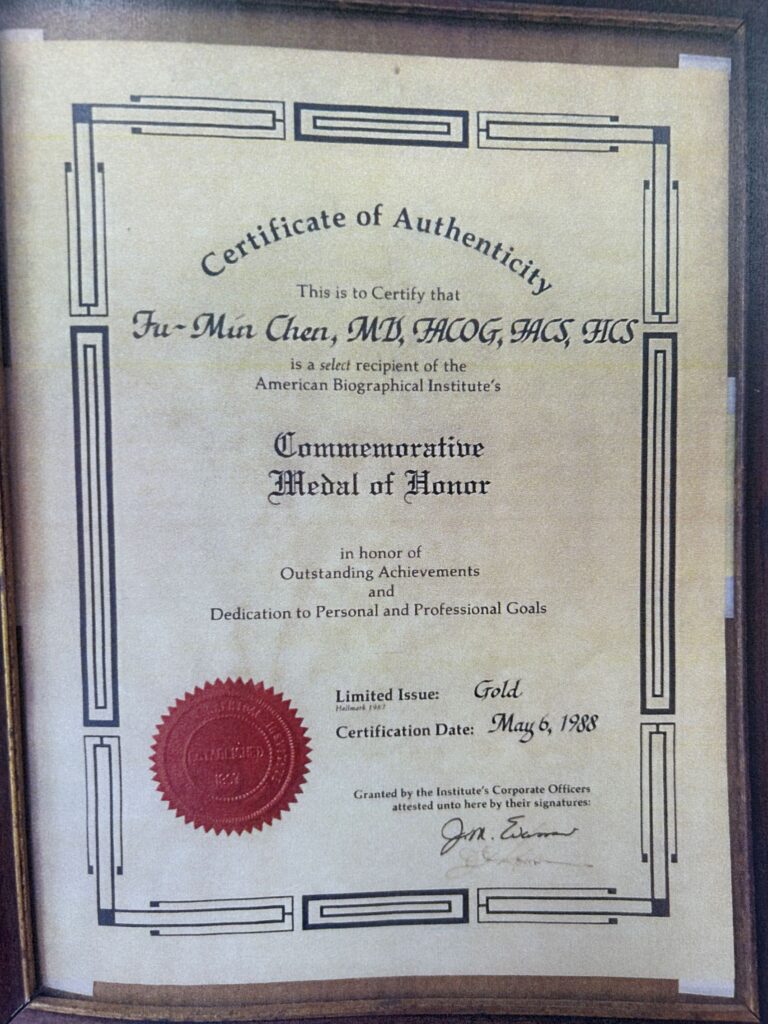 Certificate of Authenticity
This is to Certify that
Fu-Min Chen, MD, FACOG, FACS, FICS
is a select recipient of the
American Biographical Institute's
Commemorative
Medal of Honor
in honor of
Outstanding Achievements
and
Dedication to Personal and Professional Goals
Limited Issue: Gold
Hallmark 1987
Certification Date: May 6, 1988
ESTABLISHED
Granted by the Institute's Corporate Officers
attested unto here by their signatures:
J.M. Evans